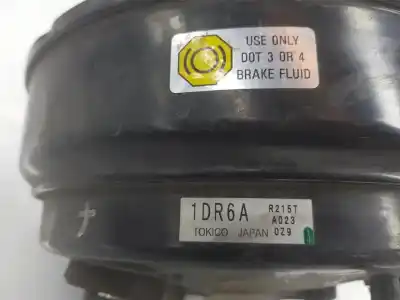 USE ONLY
DOT 3 OR 4
BRAKE FLUID
1DR6A R215T
A023
TOKICO JAPAN 029